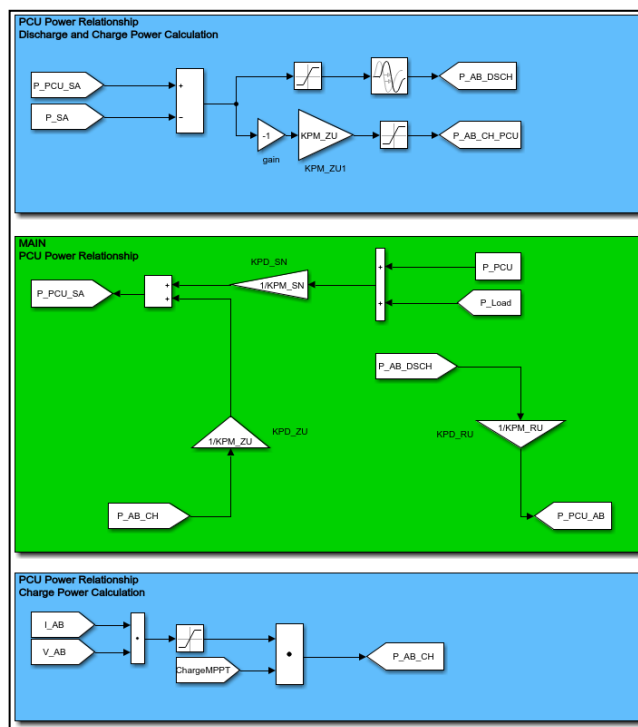 PCU Power Relationship
Discharge and Charge Power Calculation
P_PCU_SA
P_SA
+
−
P_AB_DSCH
-1
gain
KPM_ZU
KPM_ZU1
P_AB_CH_PCU
MAIN
PCU Power Relationship
KPD_SN
P_PCU_SA
+
+
1/KPM_SN
+
+
P_PCU
P_Load
P_AB_DSCH
1/KPM_ZU
KPD_ZU
1/KPM_RU
KPD_RU
P_AB_CH
P_PCU_AB
PCU Power Relationship
Charge Power Calculation
I_AB
V_AB
ChargeMPPT
P_AB_CH